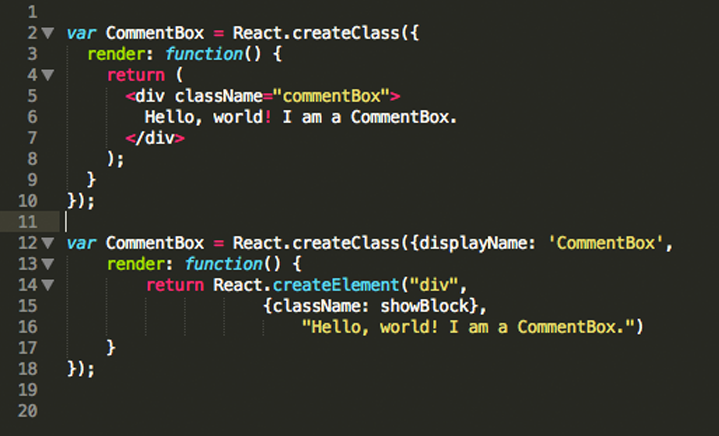 1
2 var CommentBox = React.createClass({
3 render: function() {
4 return (
5 <div className="commentBox">
6 Hello, world! I am a CommentBox.
7 </div>
8 );
9 }
10 });
11
12 var CommentBox = React.createClass({displayName: 'CommentBox',
13 render: function() {
14 return React.createElement("div",
15 {className: showBlock},
16 "Hello, world! I am a CommentBox.")
17 }
18 });
19
20